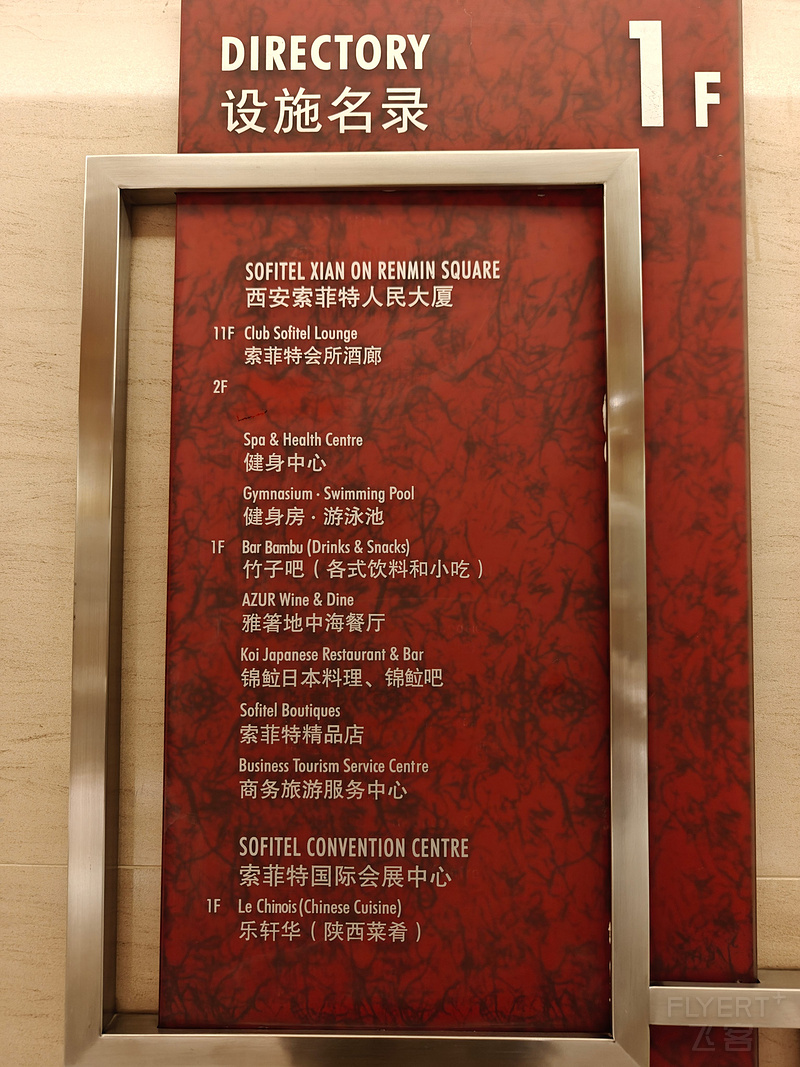 DIRECTORY
设施名录
1F
SOFITEL XIAN ON RENMIN SQUARE
西安索菲特人民大厦
11F Club Sofitel Lounge
索菲特会所酒廊
2F
Spa & Health Centre
健身中心
Gymnasium · Swimming Pool
健身房 · 游泳池
1F Bar Bambu (Drinks & Snacks)
竹子吧（各式饮料和小吃）
AZUR Wine & Dine
雅箸地中海餐厅
Koi Japanese Restaurant & Bar
锦鲃日本料理、锦鲃吧
Sofitel Boutiques
索菲特精品店
Business Tourism Service Centre
商务旅游服务中心
SOFITEL CONVENTION CENTRE
索菲特国际会展中心
1F Le Chinois (Chinese Cuisine)
乐轩华（陕西菜肴）
FLYERT+
飞客